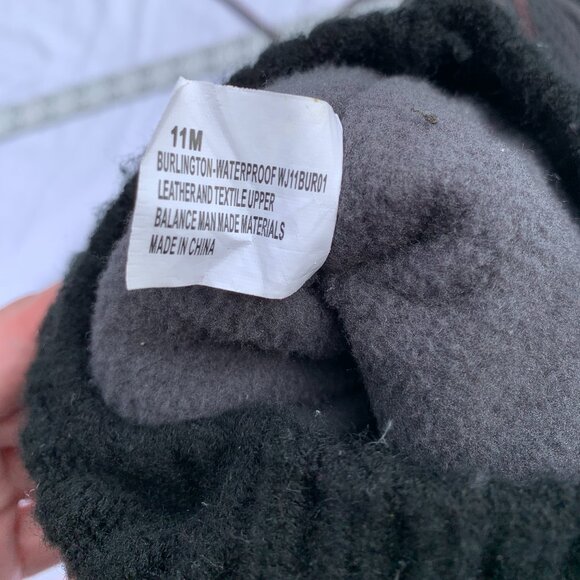 11M
BURLINGTON-WATERPROOF WJ11BUR01
LEATHER AND TEXTILE UPPER
BALANCE MAN MADE MATERIALS
MADE IN CHINA